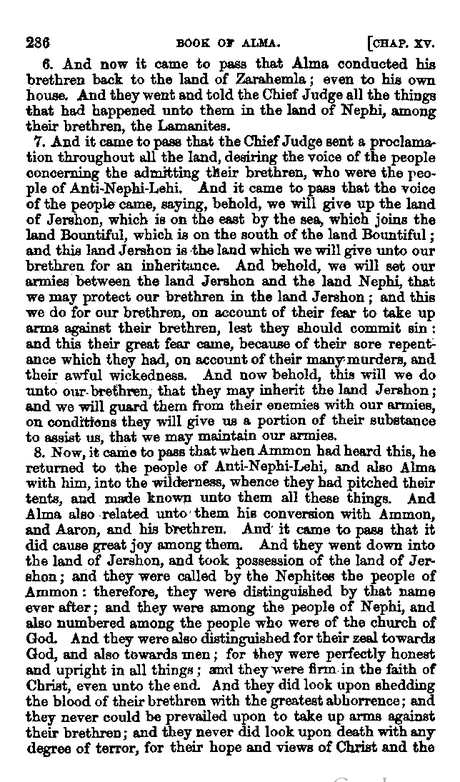 286 BOOK OF ALMA. [CHAP. XV.
6. And now it came to pass that Alma conducted his
brethren back to the land of Zarahemla; even to his own
house. And they went and told the Chief Judge all the things
that had happened unto them in the land of Nephi, among
their brethren, the Lamanites.
7. And it came to pass that the Chief Judge sent a proclama-
tion throughout all the land, desiring the voice of the people
concerning the admitting their brethren, who were the peo-
ple of Anti-Nephi-Lehi. And it came to pass that the voice
of the people came, saying, behold, we will give up the land
of Jershon, which is on the east by the sea, which joins the
land Bountiful, which is on the south of the land Bountiful;
and this land Jershon is the land which we will give unto our
brethren for an inheritance. And behold, we will set our
armies between the land Jershon and the land Nephi, that
we may protect our brethren in the land Jershon; and this
we do for our brethren, on account of their fear to take up
arms against their brethren, lest they should commit sin:
and this their great fear came, because of their sore repent-
ance which they had, on account of their many murders, and
their awful wickedness. And now behold, this will we do
unto our brethren, that they may inherit the land Jershon;
and we will guard them from their enemies with our armies,
on conditions they will give us a portion of their substance
to assist us, that we may maintain our armies.
8. Now, it came to pass that when Ammon had heard this, he
returned to the people of Anti-Nephi-Lehi, and also Alma
with him, into the wilderness, whence they had pitched their
tents, and made known unto them all these things. And
Alma also related unto them his conversion with Ammon,
and Aaron, and his brethren. And it came to pass that it
did cause great joy among them. And they went down into
the land of Jershon, and took possession of the land of Jer-
shon; and they were called by the Nephites the people of
Ammon: therefore, they were distinguished by that name
ever after; and they were among the people of Nephi, and
also numbered among the people who were of the church of
God. And they were also distinguished for their zeal towards
God, and also towards men; for they were perfectly honest
and upright in all things; and they were firm in the faith of
Christ, even unto the end. And they did look upon shedding
the blood of their brethren with the greatest abhorrence; and
they never could be prevailed upon to take up arms against
their brethren; and they never did look upon death with any
degree of terror, for their hope and views of Christ and the